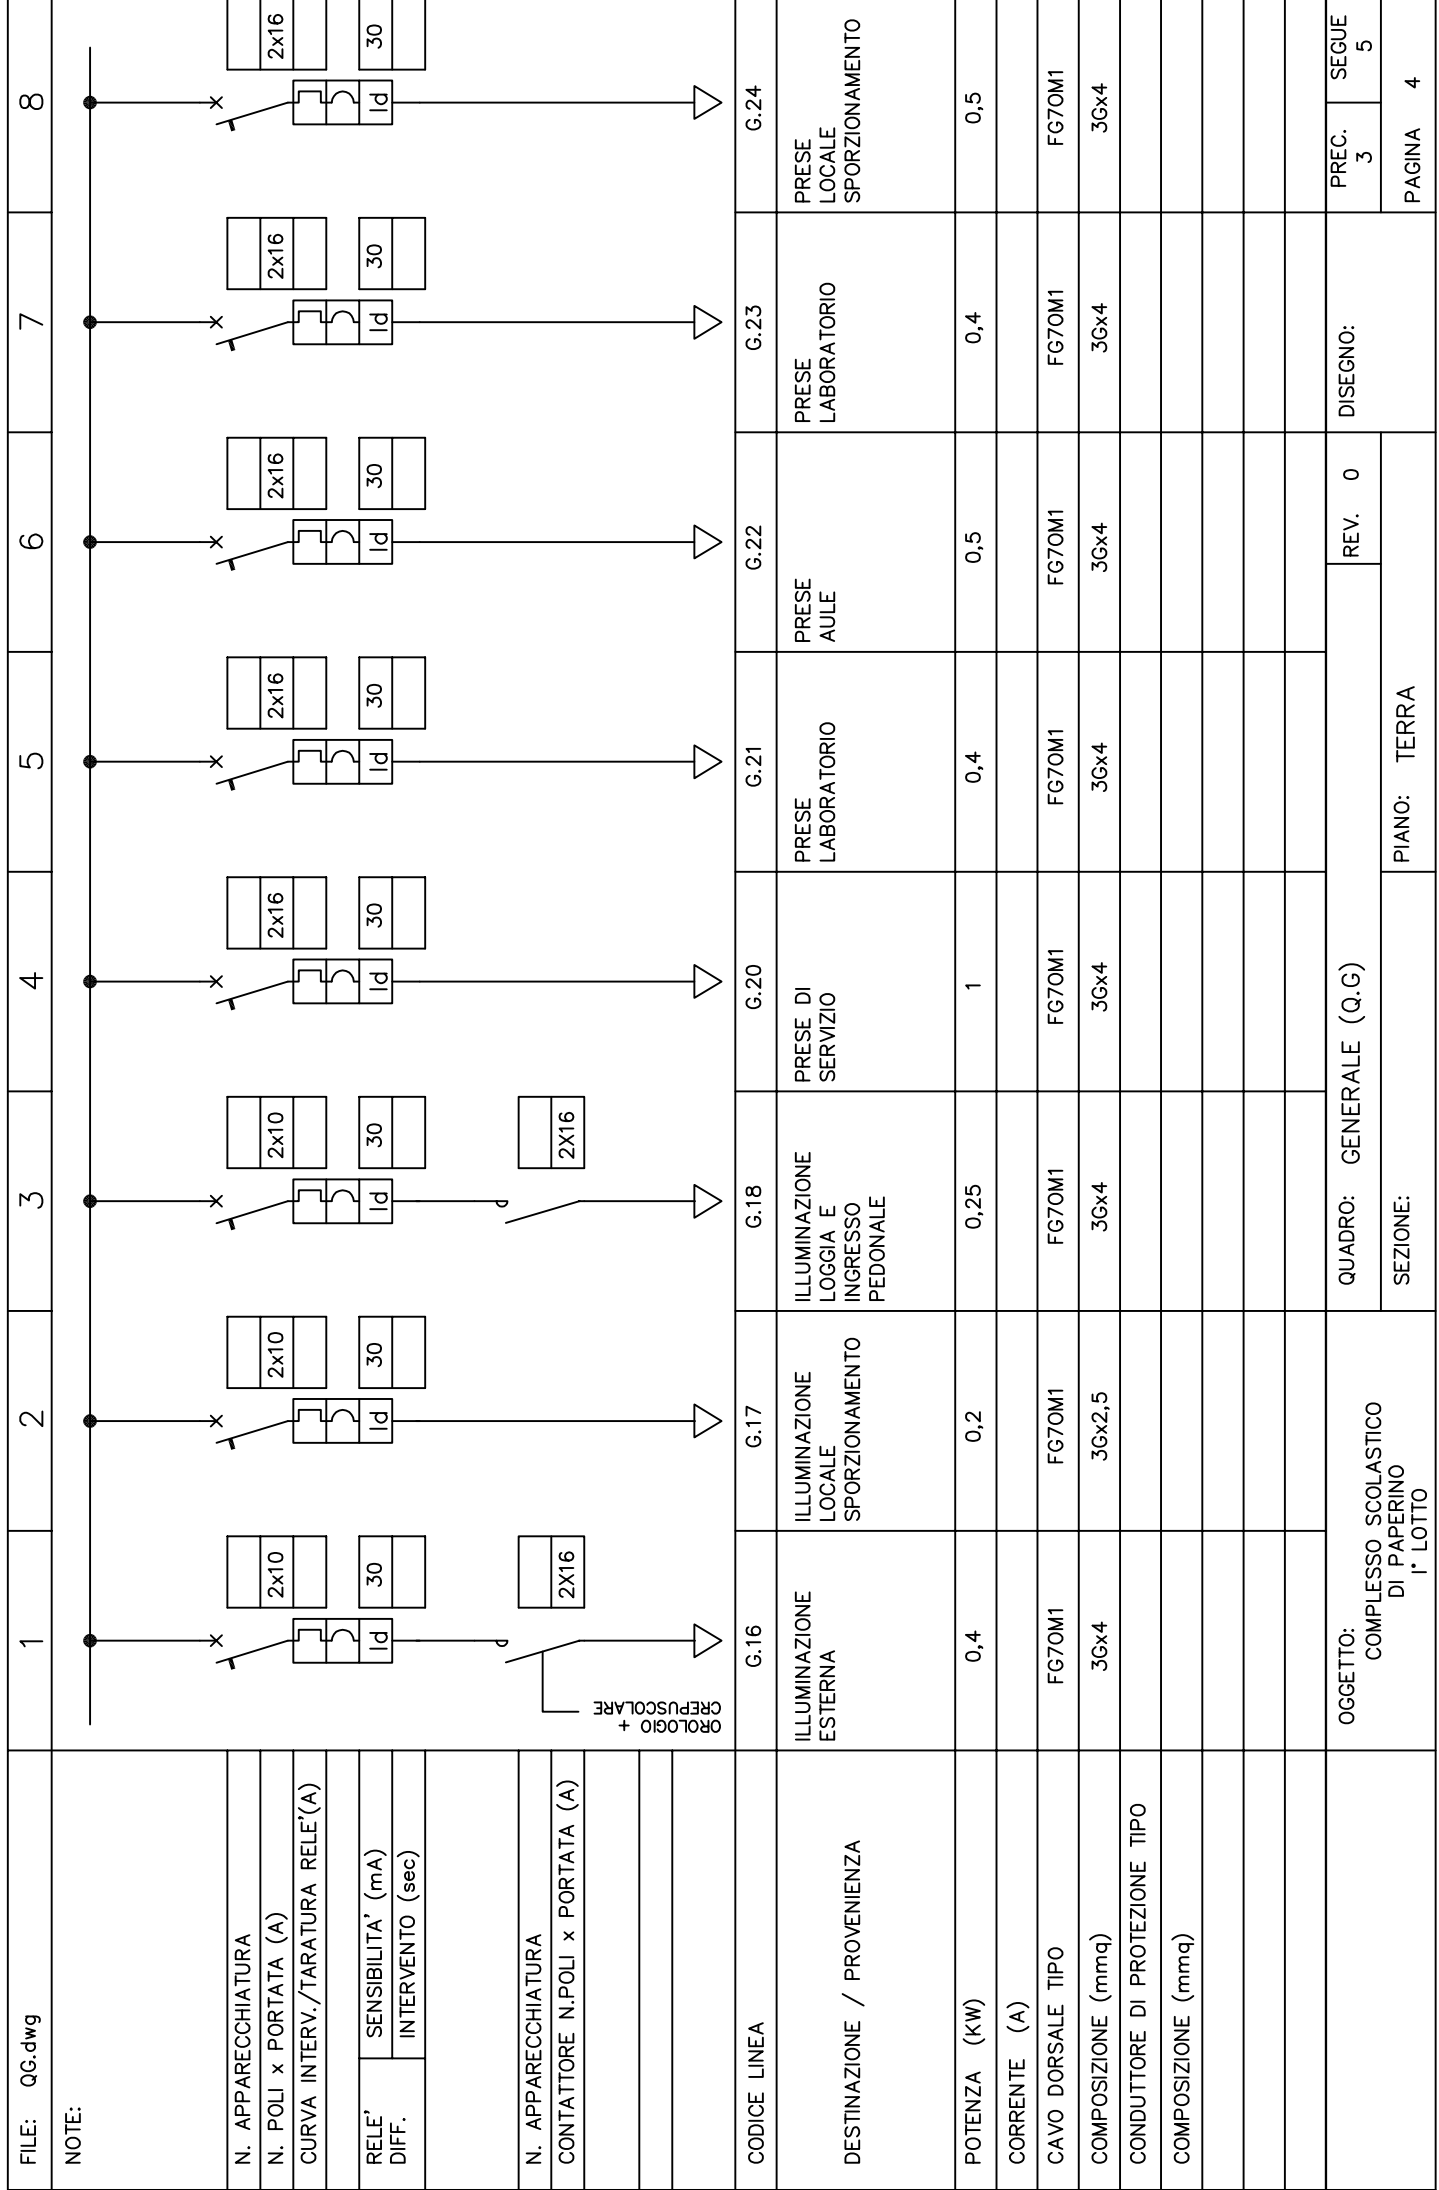 FILE: QG.dwg
1 2 3 4 5 6 7 8
NOTE:
N. APPARECCHIATURA
N. POLI x PORTATA (A) 2x10 2x10 2x10 2x16 2x16 2x16 2x16 2x16
CURVA INTERV./TARATURA RELE'(A)
Id Id Id Id Id Id Id Id
RELE' DIFF.
SENSIBILITA' (mA) 30 30 30 30 30 30 30 30
INTERVENTO (sec)
N. APPARECCHIATURA
CONTATTORE N.POLI x PORTATA (A) 2X16 2X16
OROLOGIO +
CREPUSCOLARE
CODICE LINEA G.16 G.17 G.18 G.20 G.21 G.22 G.23 G.24
DESTINAZIONE / PROVENIENZA
ILLUMINAZIONE
ESTERNA
ILLUMINAZIONE
LOCALE
SPORZIONAMENTO
ILLUMINAZIONE
LOGGIA E
INGRESSO
PEDONALE
PRESE DI
SERVIZIO
PRESE
LABORATORIO
PRESE
AULE
PRESE
LABORATORIO
PRESE
LOCALE
SPORZIONAMENTO
POTENZA (KW) 0,4 0,2 0,25 1 0,4 0,5 0,4 0,5
CORRENTE (A)
CAVO DORSALE TIPO FG7OM1 FG7OM1 FG7OM1 FG7OM1 FG7OM1 FG7OM1 FG7OM1 FG7OM1
COMPOSIZIONE (mmq) 3Gx4 3Gx2,5 3Gx4 3Gx4 3Gx4 3Gx4 3Gx4 3Gx4
CONDUTTORE DI PROTEZIONE TIPO
COMPOSIZIONE (mmq)
OGGETTO:
COMPLESSO SCOLASTICO
DI PAPERINO
I° LOTTO
QUADRO: GENERALE (Q.G)
REV. 0
SEZIONE:
PIANO: TERRA
DISEGNO:
PREC. 3
SEGUE 5
PAGINA 4